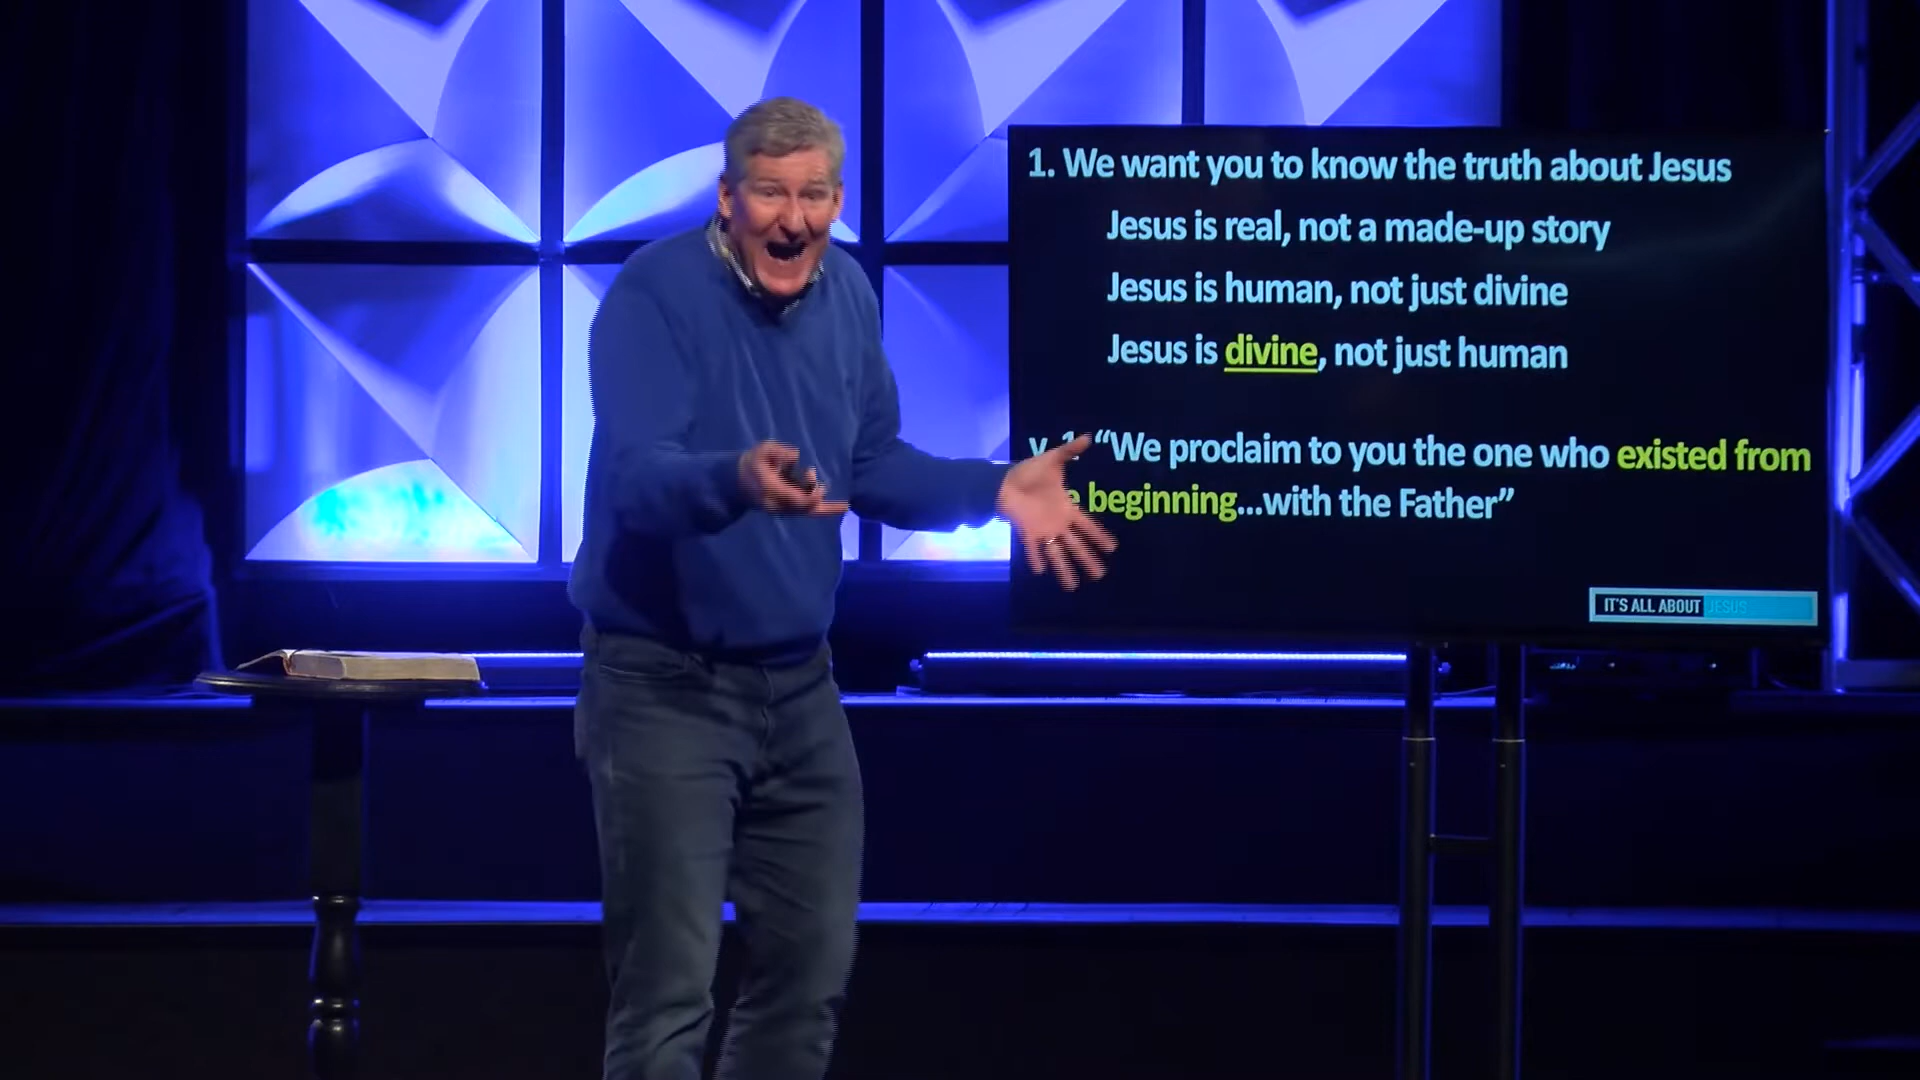 1. We want you to know the truth about Jesus
Jesus is real, not a made-up story
Jesus is human, not just divine
Jesus is divine, not just human
v. 1: “We proclaim to you the one who existed from
beginning...with the Father”
IT'S ALL ABOUT JESUS